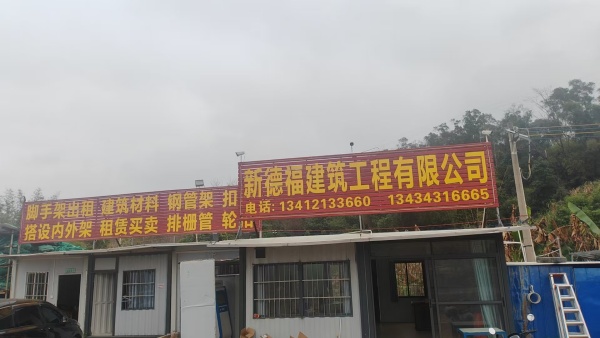 脚手架出租 建筑材料 钢管架 扣
搭设内外架 租赁买卖 排栅管 轮
新德福建筑工程有限公司
电话: 13412133660 13434316665